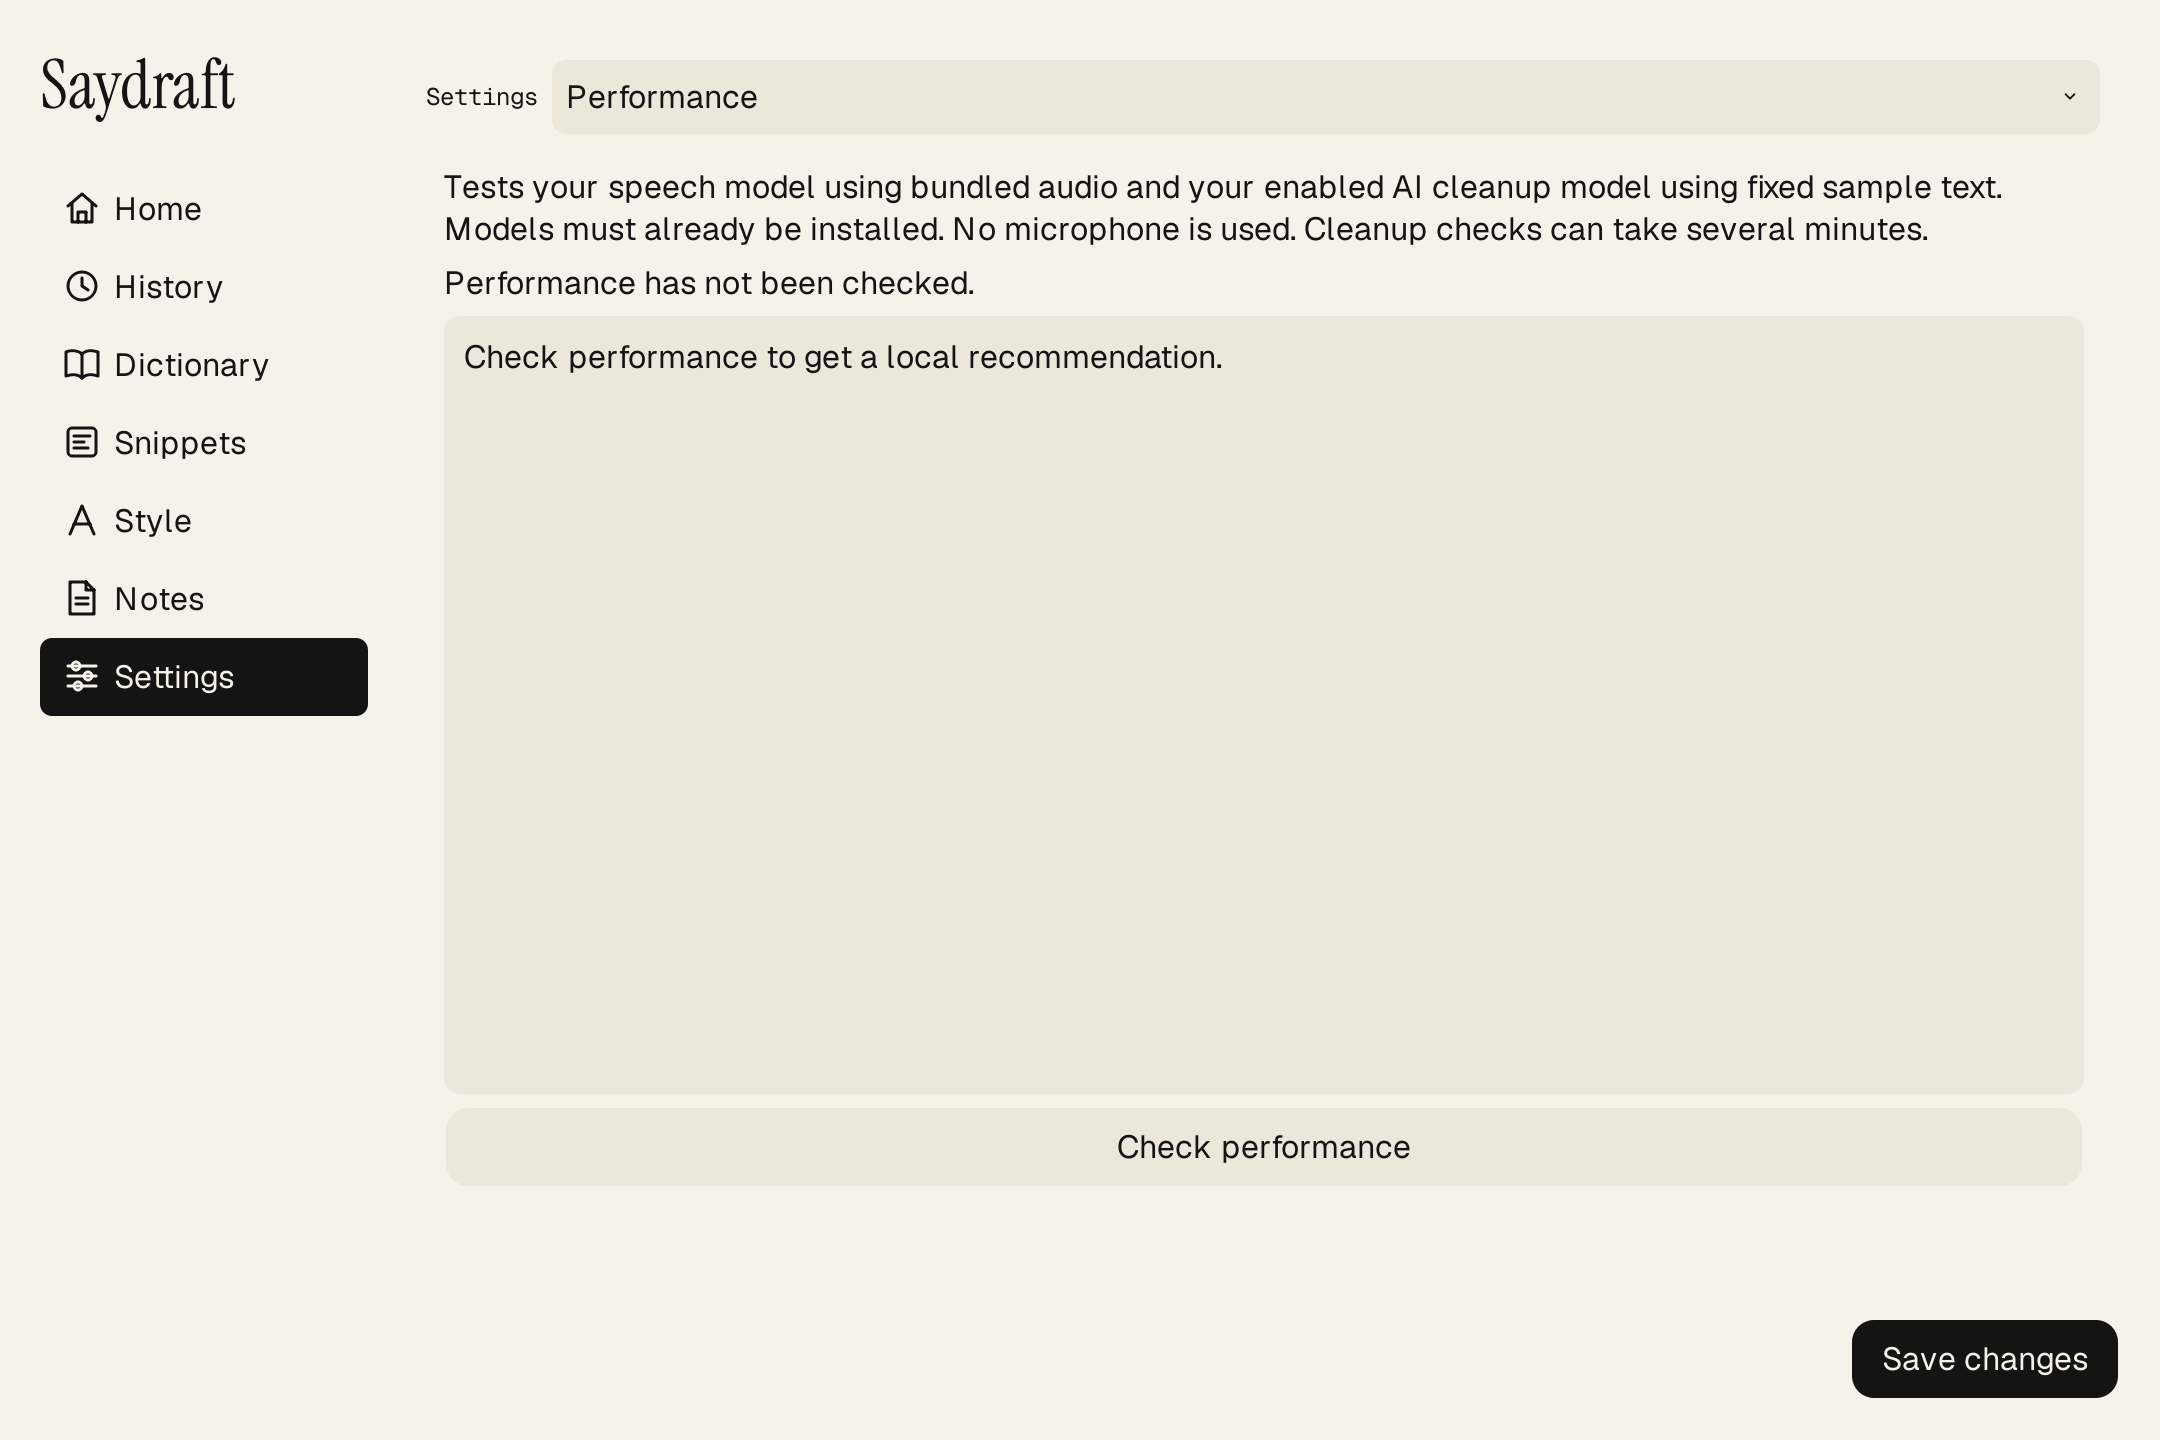 Saydraft
Home
History
Dictionary
Snippets
Style
Notes
Settings
Settings
Performance
Tests your speech model using bundled audio and your enabled AI cleanup model using fixed sample text.
Models must already be installed. No microphone is used. Cleanup checks can take several minutes.
Performance has not been checked.
Check performance to get a local recommendation.
Check performance
Save changes